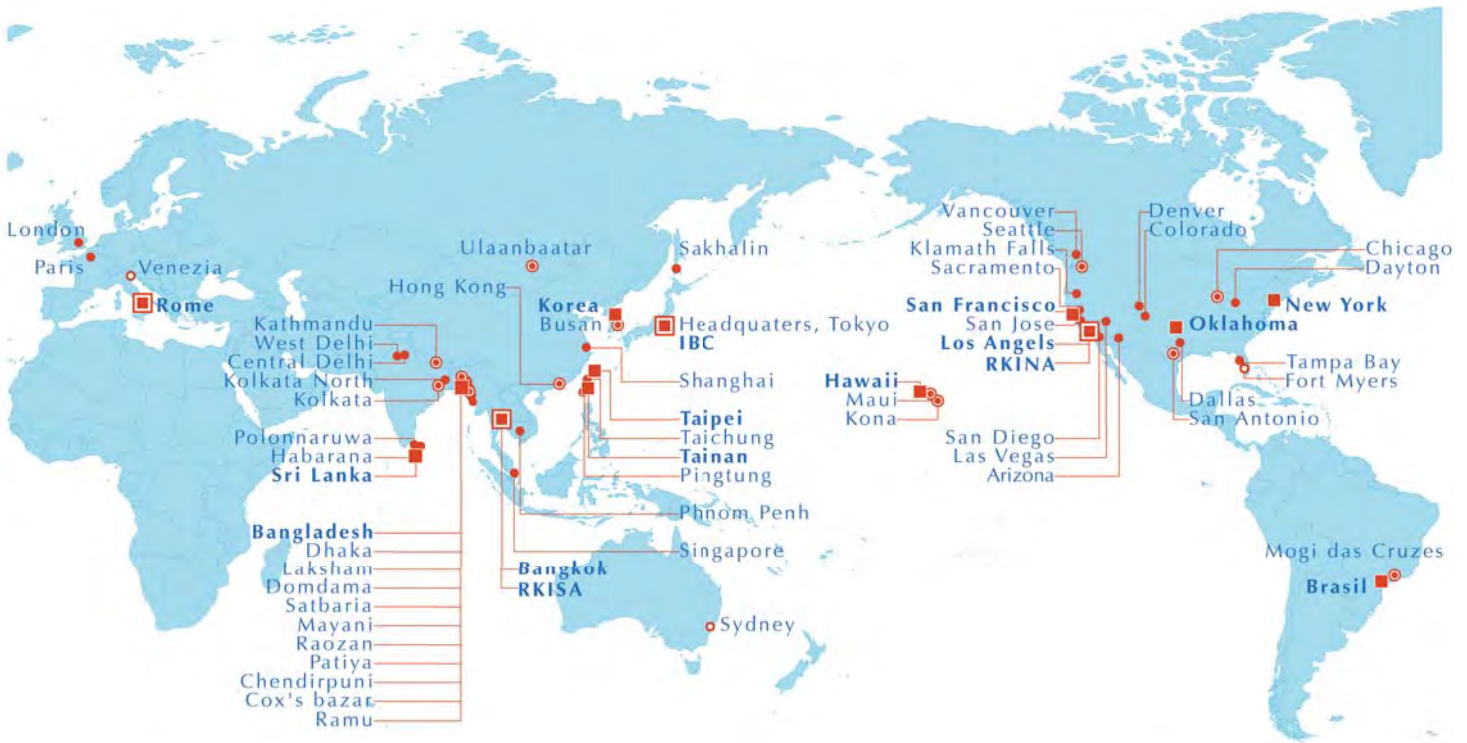 London
Paris
Venezia
Rome
Ulaanbaatar
Sakhalin
Hong Kong
Korea
Busan
Headquaters, Tokyo
IBC
Kathmandu
West Delhi
Central Delhi
Kolkata North
Kolkata
Shanghai
Polonnaruwa
Habarana
Sri Lanka
Taipei
Taichung
Tainan
Pingtung
Phnom Penh
Singapore
Bangladesh
Dhaka
Laksham
Domdama
Satbaria
Mayani
Raozan
Patiya
Chendirpuni
Cox's bazar
Ramu
Bangkok
RKISA
Sydney
Vancouver
Seattle
Klamath Falls
Sacramento
San Francisco
San Jose
Los Angels
RKINA
Hawaii
Maui
Kona
San Diego
Las Vegas
Arizona
Denver
Colorado
Chicago
Dayton
New York
Oklahoma
Tampa Bay
Fort Myers
Dallas
San Antonio
Mogi das Cruzes
Brasil